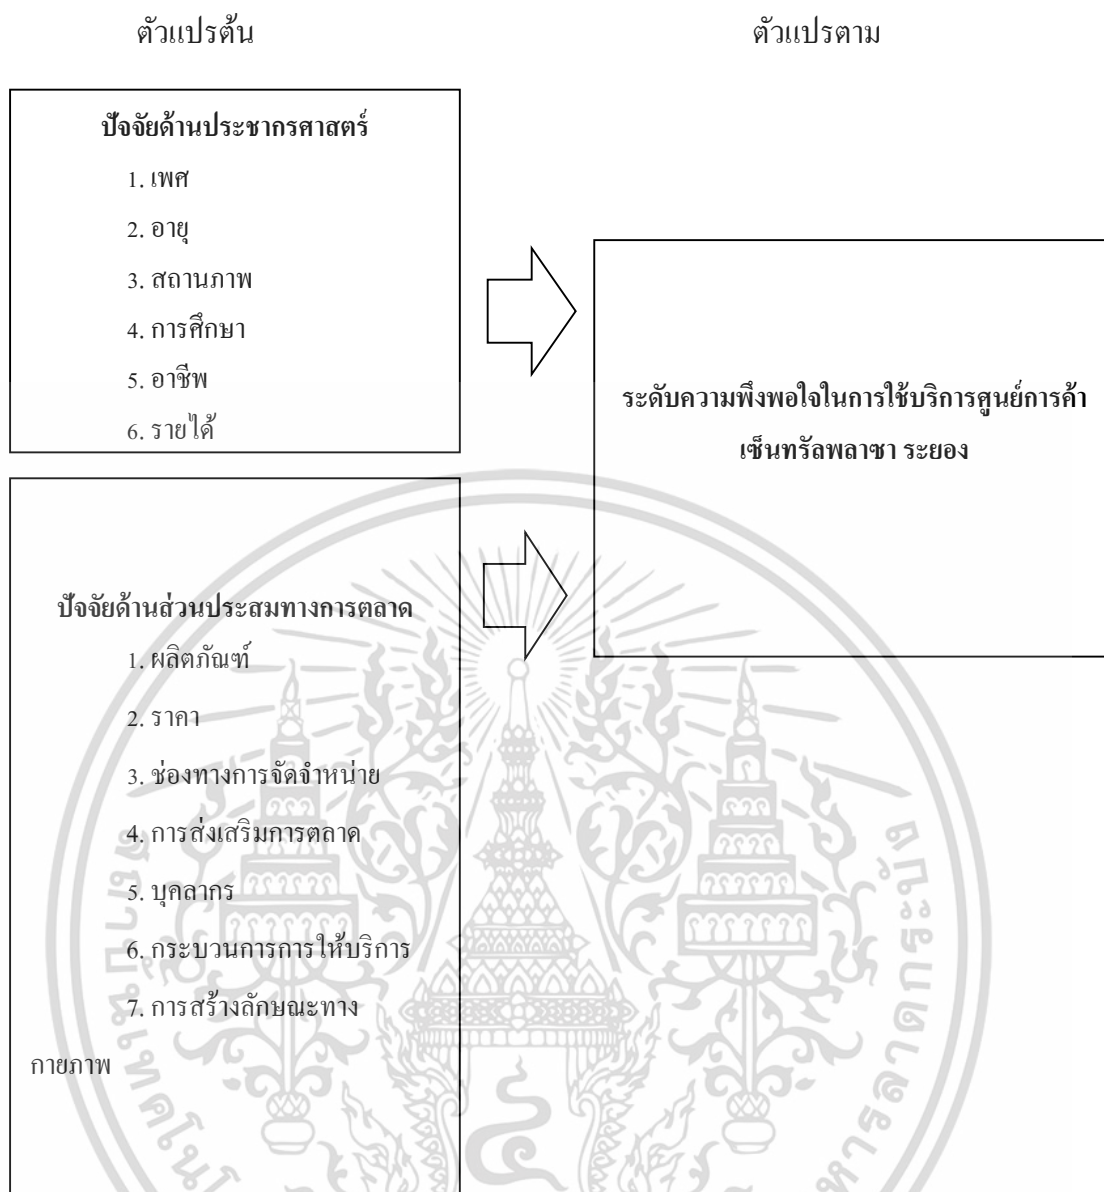 ตัวแปรต้น
ตัวแปรตาม
ปัจจัยด้านประชากรศาสตร์
1. เพศ
2. อายุ
3. สถานภาพ
4. การศึกษา
5. อาชีพ
6. รายได้
ระดับความพึงพอใจในการใช้บริการศูนย์การค้า
เซ็นทรัลพลาซา ระยอง
ปัจจัยด้านส่วนประสมทางการตลาด
1. ผลิตภัณฑ์
2. ราคา
3. ช่องทางการจัดจำหน่าย
4. การส่งเสริมการตลาด
5. บุคลากร
6. กระบวนการการให้บริการ
7. การสร้างลักษณะทาง
กายภาพ